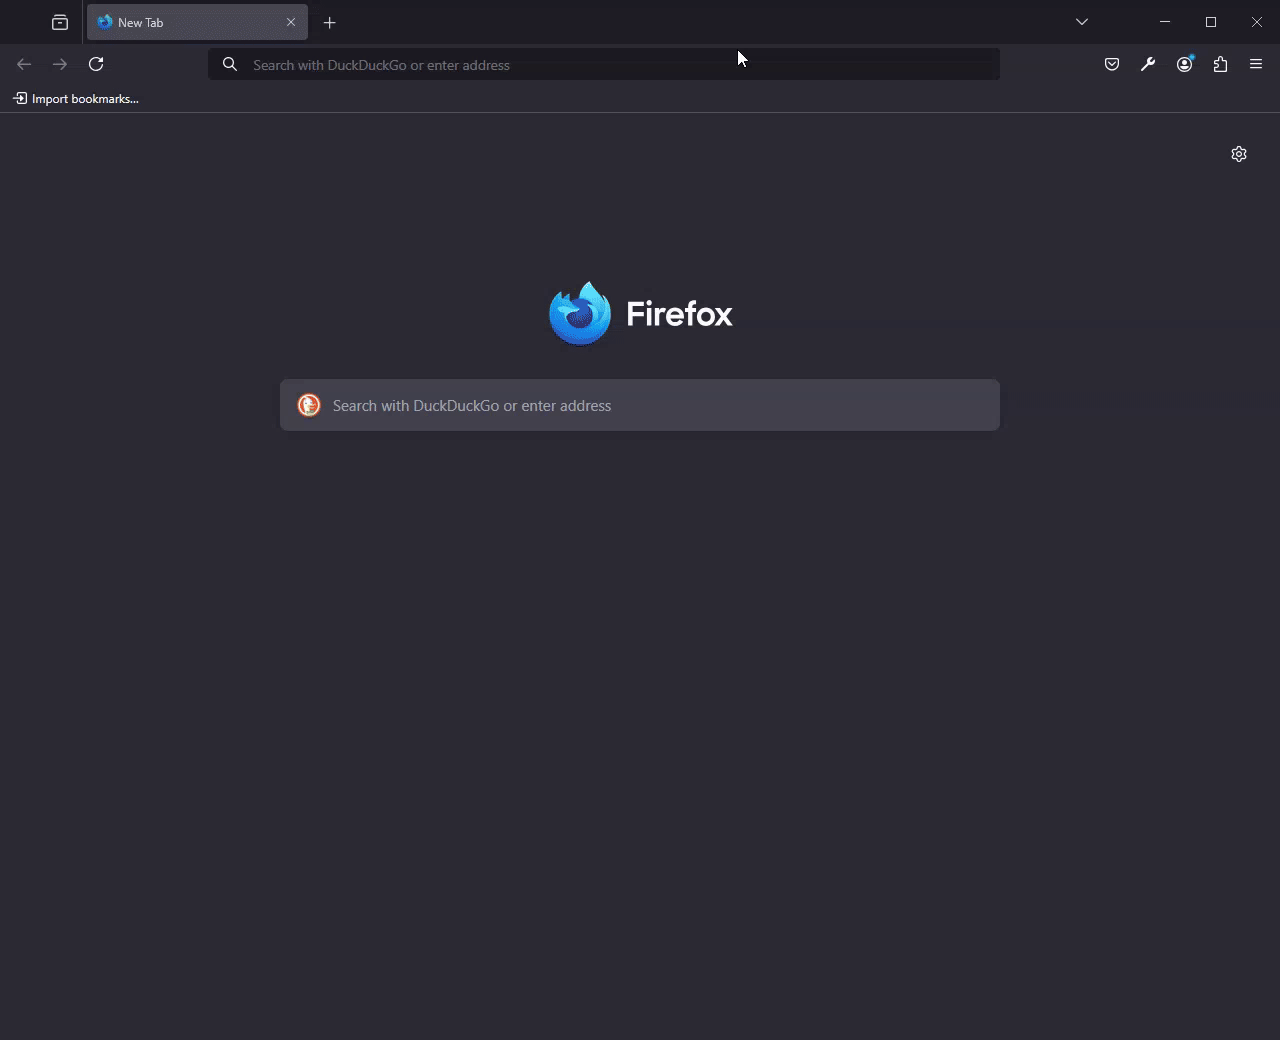 New Tab
Search with DuckDuckGo or enter address
Import bookmarks...
Firefox
Search with DuckDuckGo or enter address